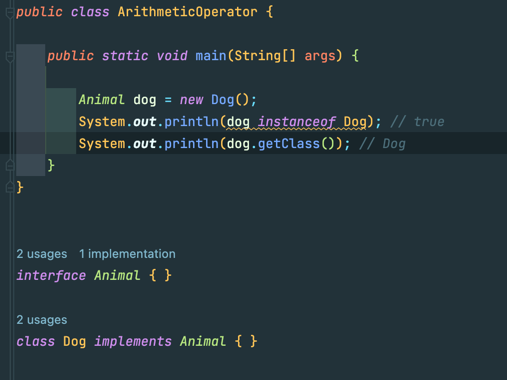 public class ArithmeticOperator {
public static void main(String[] args) {
Animal dog = new Dog();
System.out.println(dog instanceof Dog); // true
System.out.println(dog.getClass()); // Dog
}
}
2 usages 1 implementation
interface Animal { }
2 usages
class Dog implements Animal { }